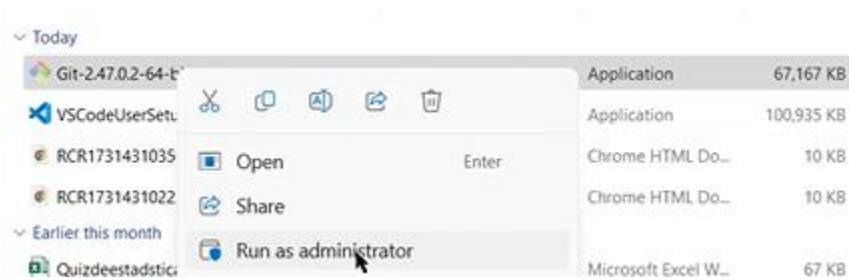 Today
Git-2.47.0.2-64-b Application 67,167 KB
VSCodeUserSetu Application 100,935 KB
Open Enter
RCR1731431035 Chrome HTML Do... 10 KB
RCR1731431022 Chrome HTML Do... 10 KB
Share
Earlier this month
Run as administrator
Quizdeestadstica Microsoft Excel W... 67 KB